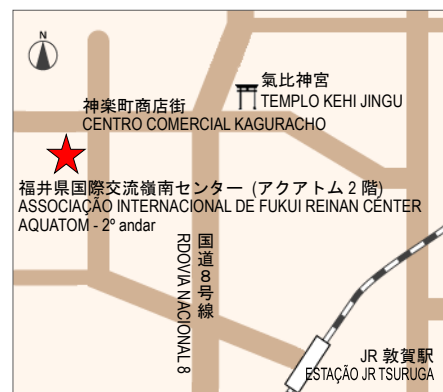 N
氣比神宮
TEMPLO KEHI JINGU
神楽町商店街
CENTRO COMERCIAL KAGURACHO
福井県国際交流嶺南センター (アクアトム2階)
ASSOCIAÇÃO INTERNACIONAL DE FUKUI REINAN CENTER
AQUATOM - 2º andar
国道8号線
RDOVIA NACIONAL 8
JR 敦賀駅
ESTAÇÃO JR TSURUGA